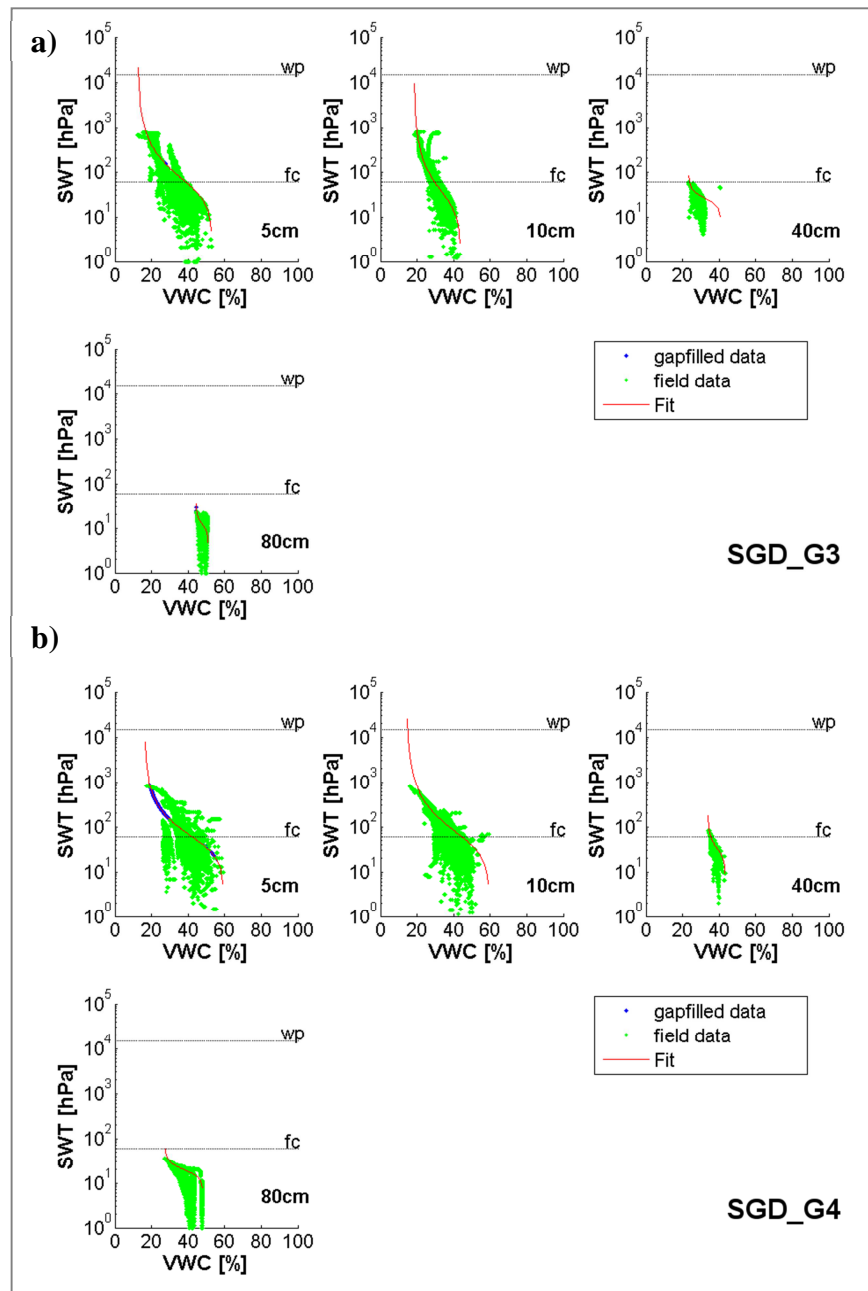 a)
10^5
10^4
10^3
10^2
10^1
10^0
SWT [hPa]
wp
fc
5cm
0 20 40 60 80 100
VWC [%]
10^5
10^4
10^3
10^2
10^1
10^0
SWT [hPa]
wp
fc
10cm
0 20 40 60 80 100
VWC [%]
10^5
10^4
10^3
10^2
10^1
10^0
SWT [hPa]
wp
fc
40cm
0 20 40 60 80 100
VWC [%]
10^5
10^4
10^3
10^2
10^1
10^0
SWT [hPa]
wp
fc
80cm
0 20 40 60 80 100
VWC [%]
gapfilled data
field data
Fit
SGD_G3
b)
10^5
10^4
10^3
10^2
10^1
10^0
SWT [hPa]
wp
fc
5cm
0 20 40 60 80 100
VWC [%]
10^5
10^4
10^3
10^2
10^1
10^0
SWT [hPa]
wp
fc
10cm
0 20 40 60 80 100
VWC [%]
10^5
10^4
10^3
10^2
10^1
10^0
SWT [hPa]
wp
fc
40cm
0 20 40 60 80 100
VWC [%]
10^5
10^4
10^3
10^2
10^1
10^0
SWT [hPa]
wp
fc
80cm
0 20 40 60 80 100
VWC [%]
gapfilled data
field data
Fit
SGD_G4